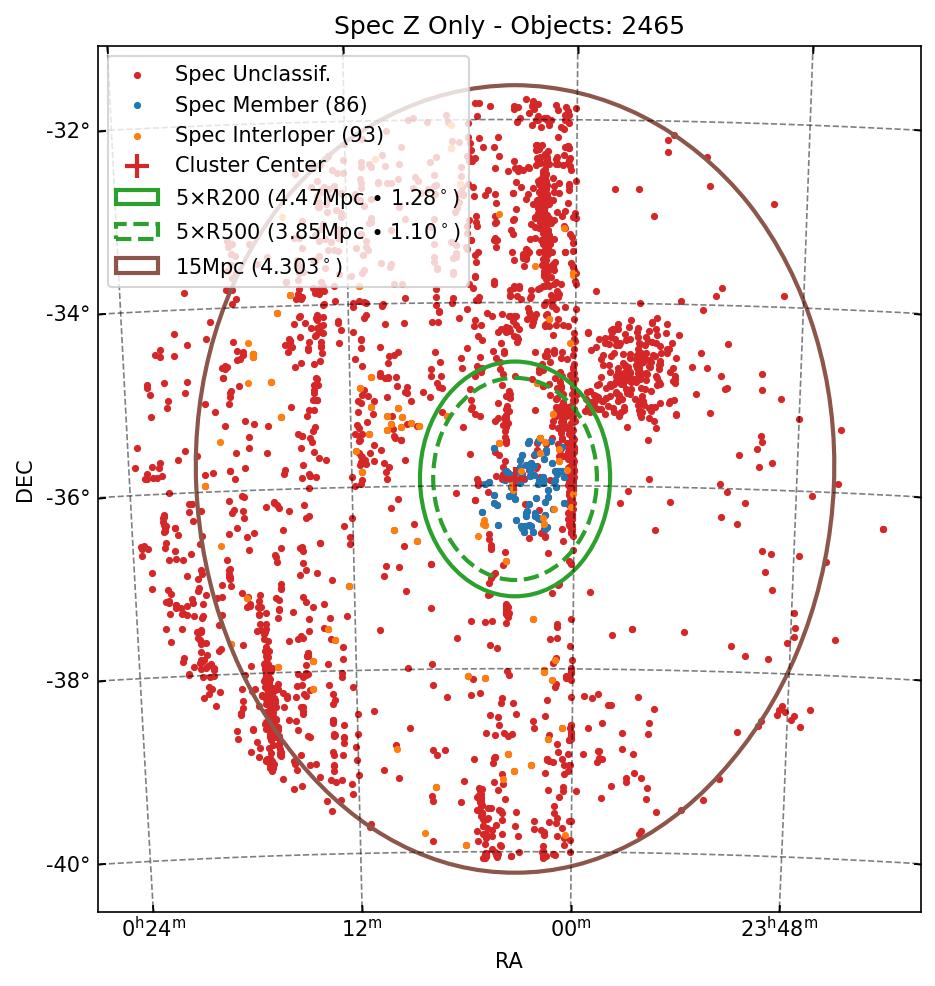 Spec Z Only - Objects: 2465
Spec Unclassif.
Spec Member (86)
Spec Interloper (93)
Cluster Center
5×R200 (4.47Mpc • 1.28°)
5×R500 (3.85Mpc • 1.10°)
15Mpc (4.303°)
-32°
-34°
-36°
-38°
-40°
DEC
0ʰ24ᵐ 12ᵐ 00ᵐ 23ʰ48ᵐ
RA